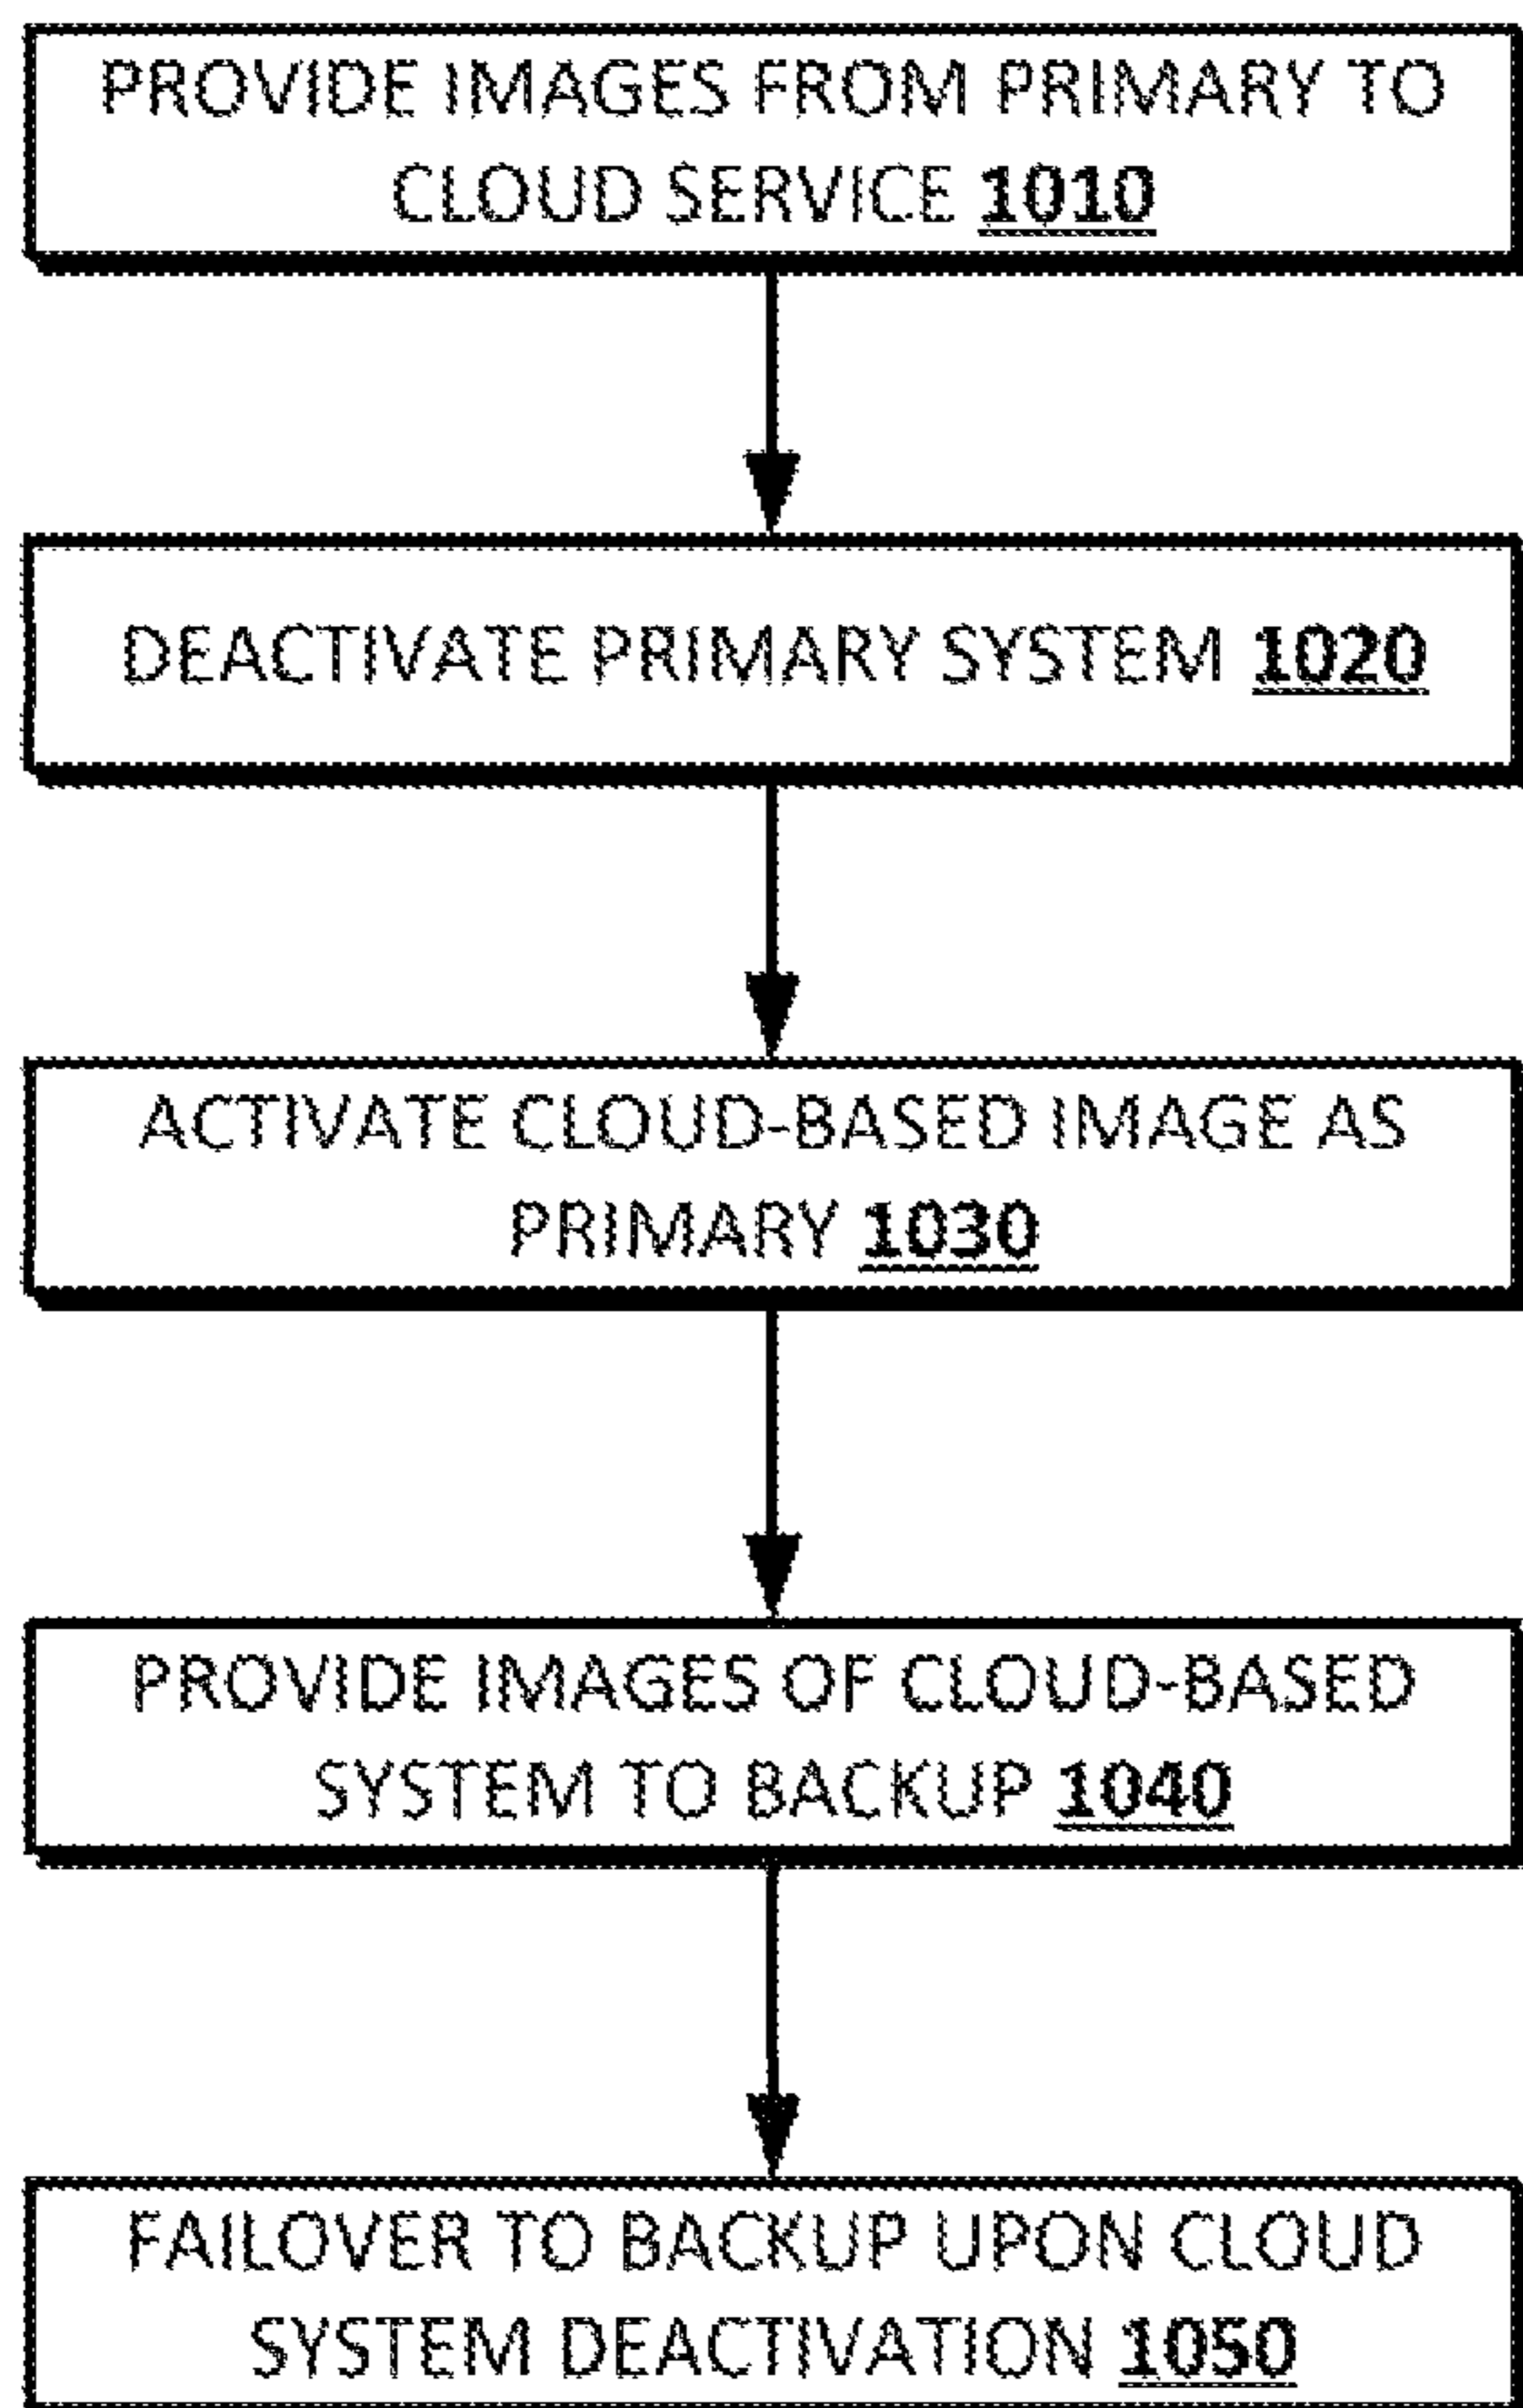 PROVIDE IMAGES FROM PRIMARY TO
CLOUD SERVICE 1010
DEACTIVATE PRIMARY SYSTEM 1020
ACTIVATE CLOUD-BASED IMAGE AS
PRIMARY 1030
PROVIDE IMAGES OF CLOUD-BASED
SYSTEM TO BACKUP 1040
FAILOVER TO BACKUP UPON CLOUD
SYSTEM DEACTIVATION 1050